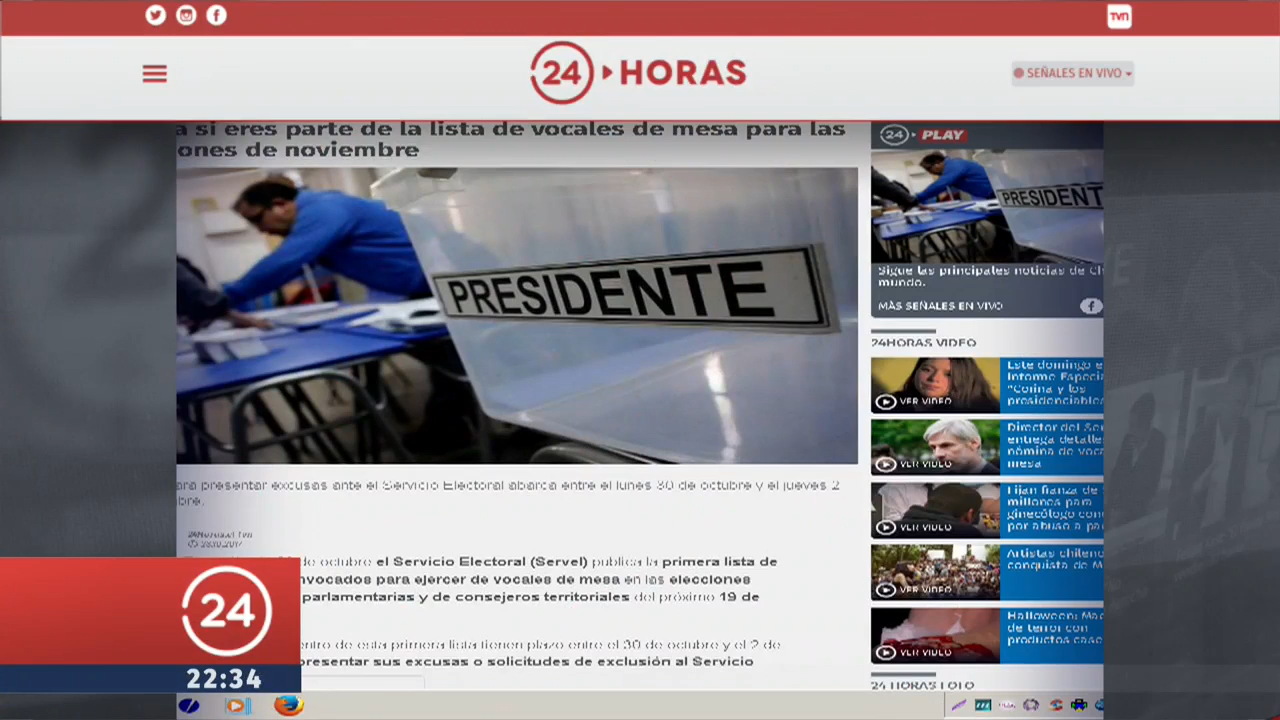 TVN
24 HORAS
SEÑALES EN VIVO
a si eres parte de la lista de vocales de mesa para las
ones de noviembre
PRESIDENTE
ara presentar excusas ante el Servicio Electoral abarca entre el lunes 30 de octubre y el jueves 2
bre.
de octubre el Servicio Electoral (Servel) publica la primera lista de
nvocados para ejercer de vocales de mesa en las elecciones
parlamentarias y de consejeros territoriales del próximo 19 de
ntro de esta primera lista tienen plazo entre el 30 de octubre y el 2 de
presentar sus excusas o solicitudes de exclusión al Servicio
24 PLAY
PRESIDENT
Sigue las principales noticias de Ch
mundo.
MÁS SEÑALES EN VIVO
24HORAS VIDEO
VER VIDEO
Este domingo e
Informe Especia
"Corina y los
presidenciables
VER VIDEO
Director del Ser
entrega detalle
nómina de voca
mesa
VER VIDEO
Fijan fianza de
millones para
ginecólogo con
por abuso a pa
VER VIDEO
Artistas chileno
conquista de M
VER VIDEO
Halloween: Ma
de terror con
productos case
24 HORAS FOTO
24
22:34